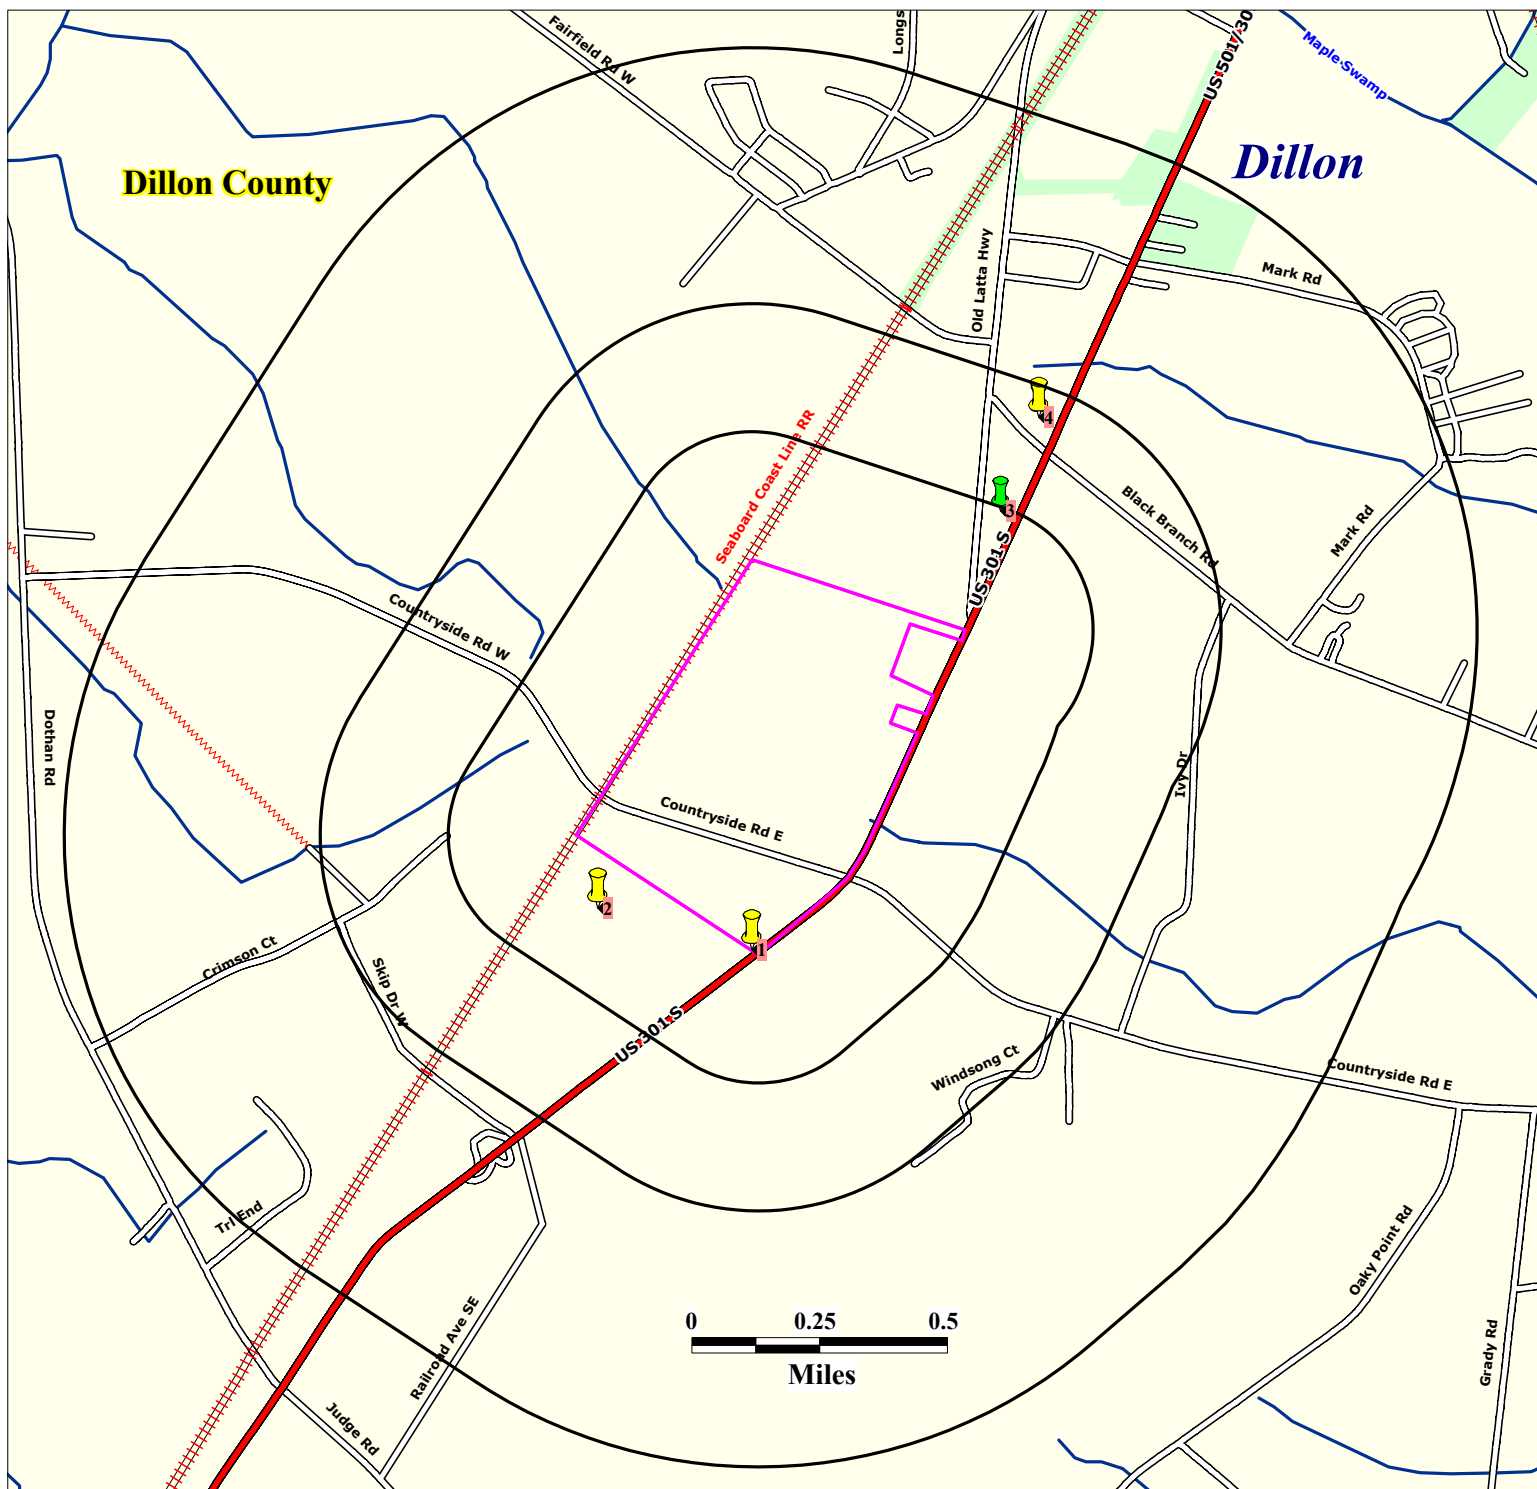 Longs
Fairfield Rd W
US 501/30
Maple Swamp
Dillon
Dillon County
Mark Rd
Old Latta Hwy
4
Seaboard Coast Line RR
3
Black Branch Rd
Mark Rd
US 301 S
Countryside Rd W
Dothan Rd
Ivy Dr
Countryside Rd E
2
1
Crimson Ct
Skip Dr W
US 301 S
Windsong Ct
Countryside Rd E
Trl End
Oaky Point Rd
Railroad Ave SE
Grady Rd
0 0.25 0.5
Miles
Judge Rd